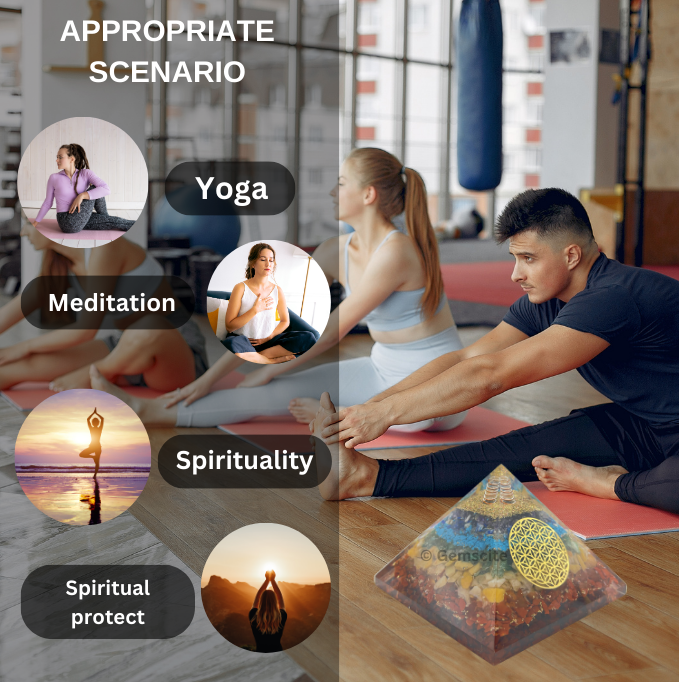 APPROPRIATE
SCENARIO
Yoga
Meditation
Spirituality
Spiritual
protect
© Gemscite